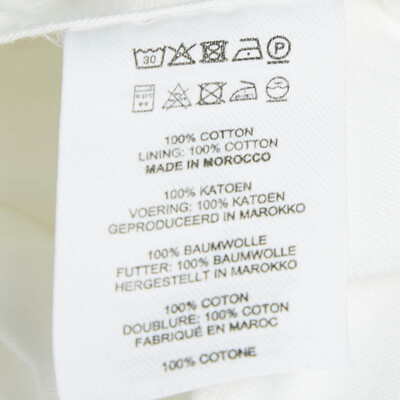 30 P
100% COTTON
LINING: 100% COTTON
MADE IN MOROCCO
100% KATOEN
VOERING: 100% KATOEN
GEPRODUCEERD IN MAROKKO
100% BAUMWOLLE
FUTTER: 100% BAUMWOLLE
HERGESTELLT IN MAROKKO
100% COTON
DOUBLURE: 100% COTON
FABRIQUÉ EN MAROC
100% COTONE